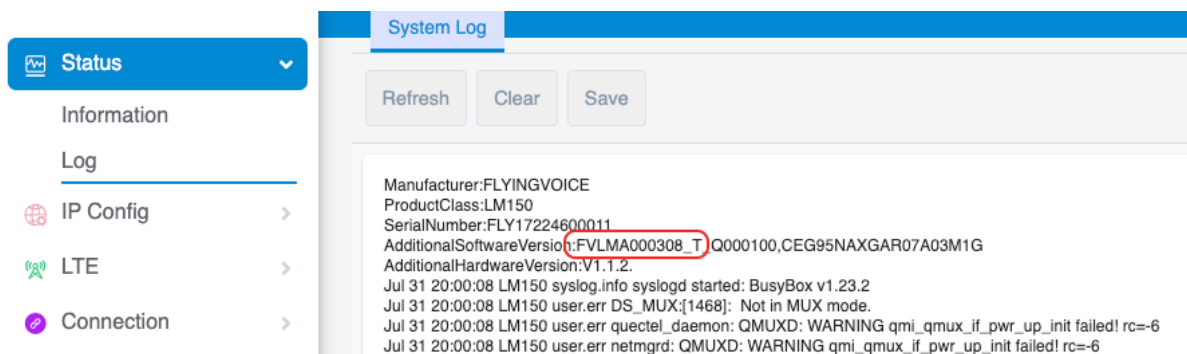 System Log
Status
Information
Log
IP Config
LTE
Connection
Refresh Clear Save
Manufacturer:FLYINGVOICE
ProductClass:LM150
SerialNumber:FLY17224600011
AdditionalSoftwareVersion:FVLMA000308_T_Q000100,CEG95NAXGAR07A03M1G
AdditionalHardwareVersion:V1.1.2.
Jul 31 20:00:08 LM150 syslog.info syslogd started: BusyBox v1.23.2
Jul 31 20:00:08 LM150 user.err DS_MUX:[1468]: Not in MUX mode.
Jul 31 20:00:08 LM150 user.err quectel_daemon: QMUXD: WARNING qmi_qmux_if_pwr_up_init failed! rc=-6
Jul 31 20:00:08 LM150 user.err netmgrd: QMUXD: WARNING qmi_qmux_if_pwr_up_init failed! rc=-6